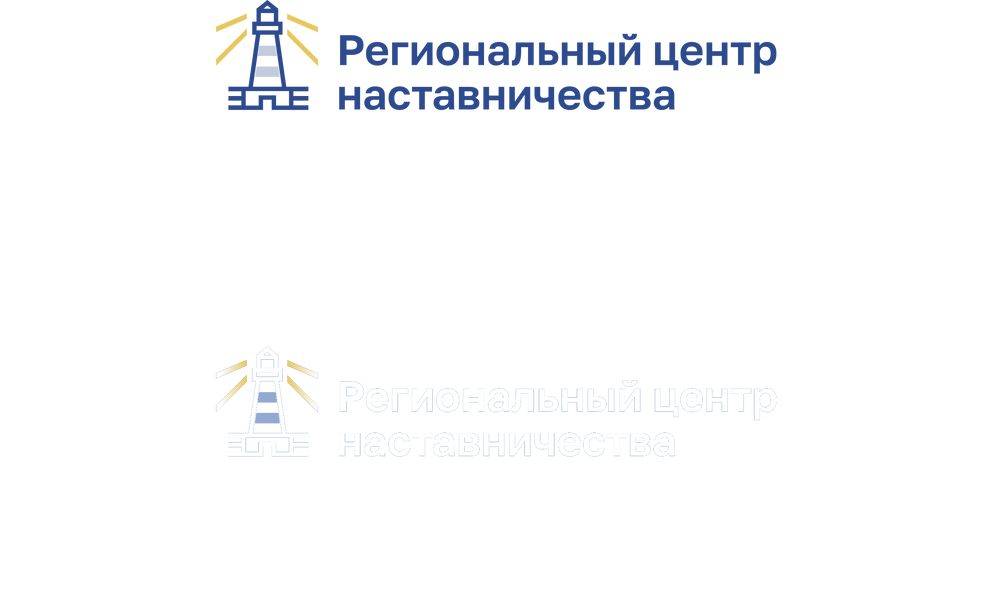 Региональный центр
наставничества
Региональный центр
наставничества